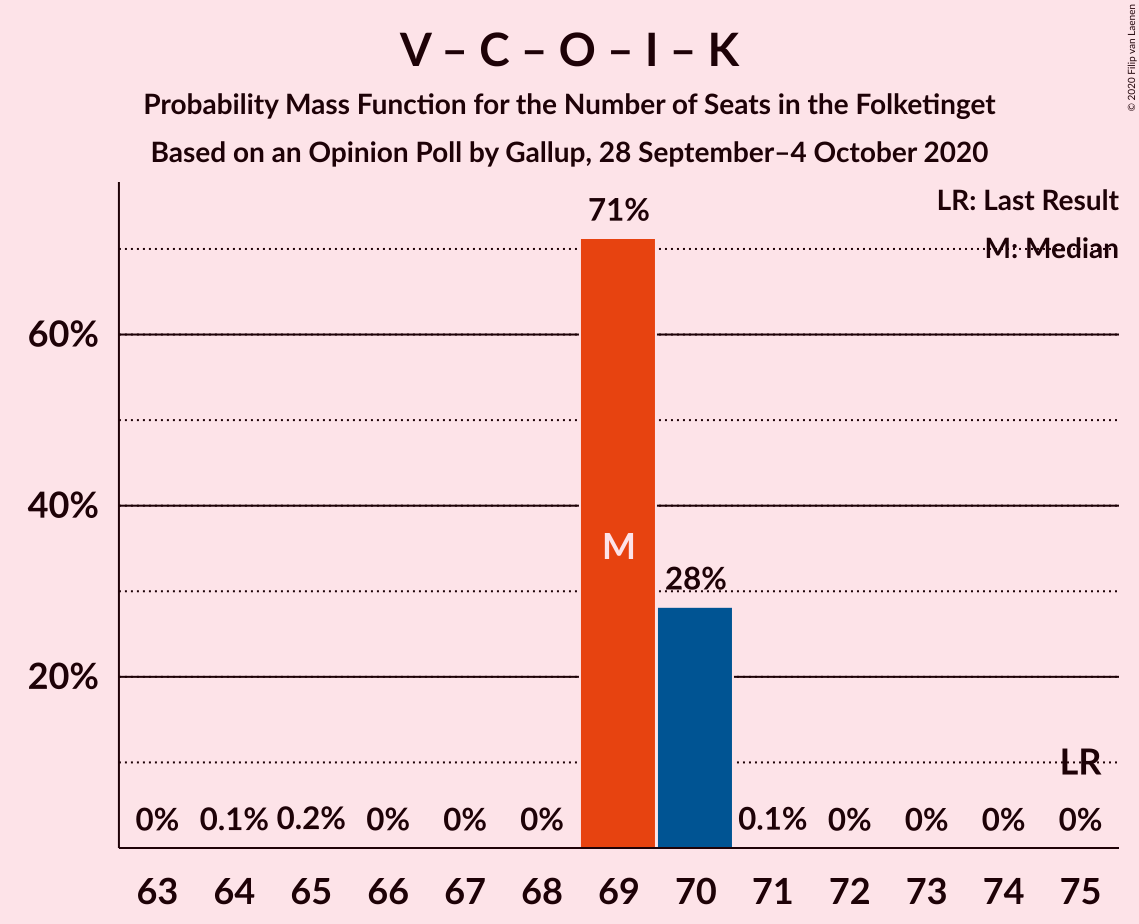 V – C – O – I – K
Probability Mass Function for the Number of Seats in the Folketinget
Based on an Opinion Poll by Gallup, 28 September–4 October 2020
© 2020 Filip van Laenen
LR: Last Result
M: Median
71%
60%
40%
20%
M
28%
LR
0% 0.1% 0.2% 0% 0% 0% 0.1% 0% 0% 0% 0%
63 64 65 66 67 68 69 70 71 72 73 74 75